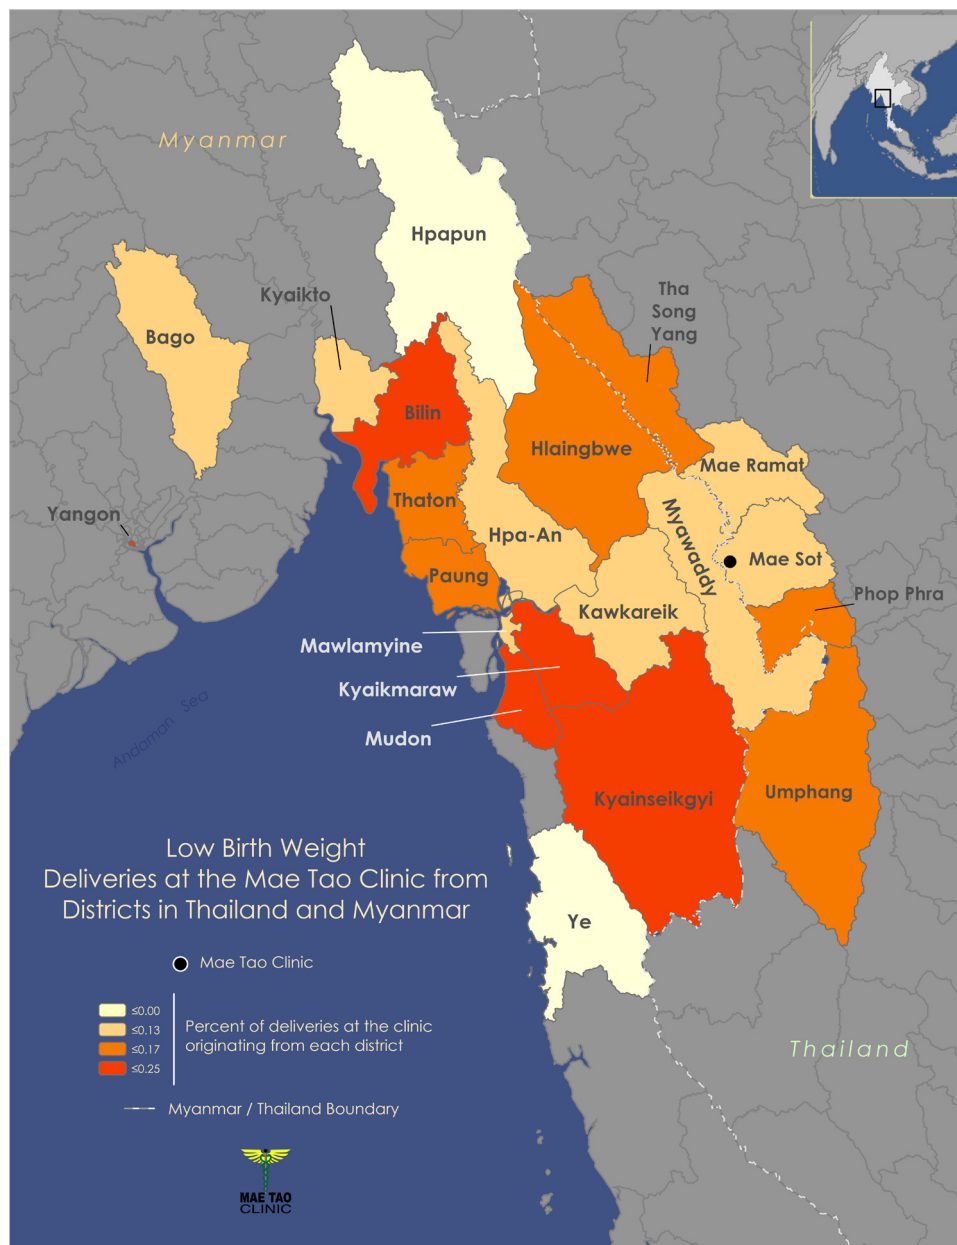 Myanmar
Hpapun
Kyaikto
Tha
Song
Yang
Bago
Bilin
Hlaingbwe
Mae Ramat
Thaton
Yangon
Myawaddy
Hpa-An
Mae Sot
Paung
Phop Phra
Kawkareik
Mawlamyine
Kyaikmaraw
Andaman Sea
Mudon
Umphang
Kyainseikgyi
Low Birth Weight
Deliveries at the Mae Tao Clinic from
Districts in Thailand and Myanmar
Ye
Mae Tao Clinic
≤0.00
≤0.13
≤0.17
≤0.25
Percent of deliveries at the clinic
originating from each district
Thailand
Myanmar / Thailand Boundary
MAE TAO
CLINIC